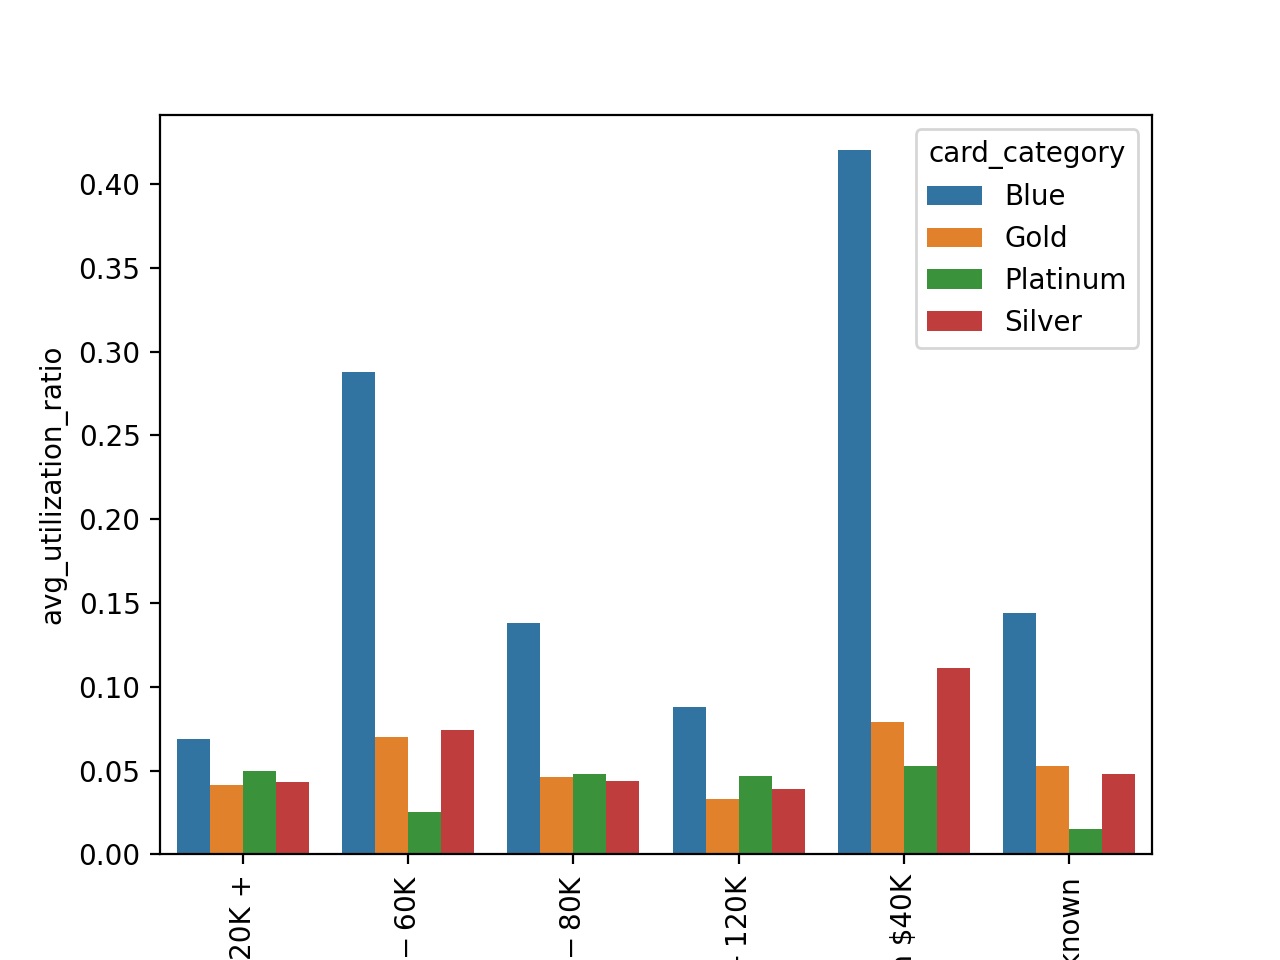 card_category
Blue
Gold
Platinum
Silver
avg_utilization_ratio
0.40
0.35
0.30
0.25
0.20
0.15
0.10
0.05
0.00
20K +
– 60K
– 80K
120K
$40K
known